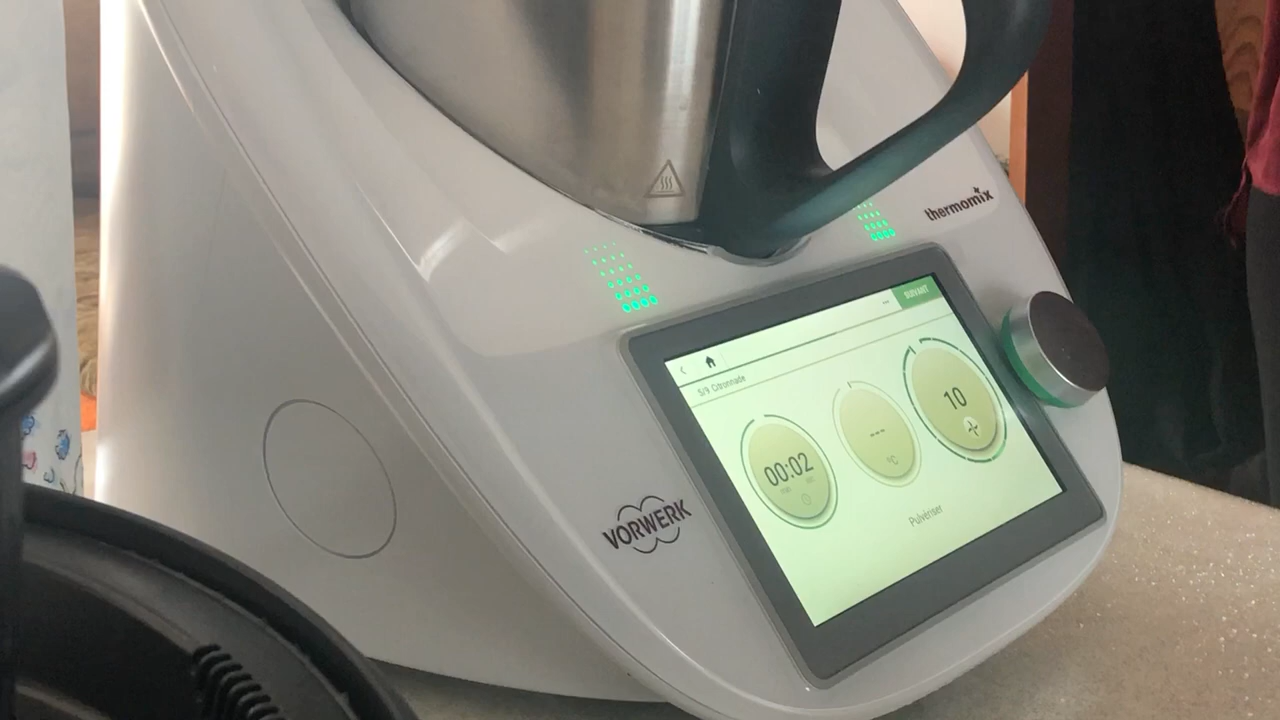 thermomix
SUIVANT
5/9 Citronnade
00:02
---
°C
10
Pulvériser
VORWERK